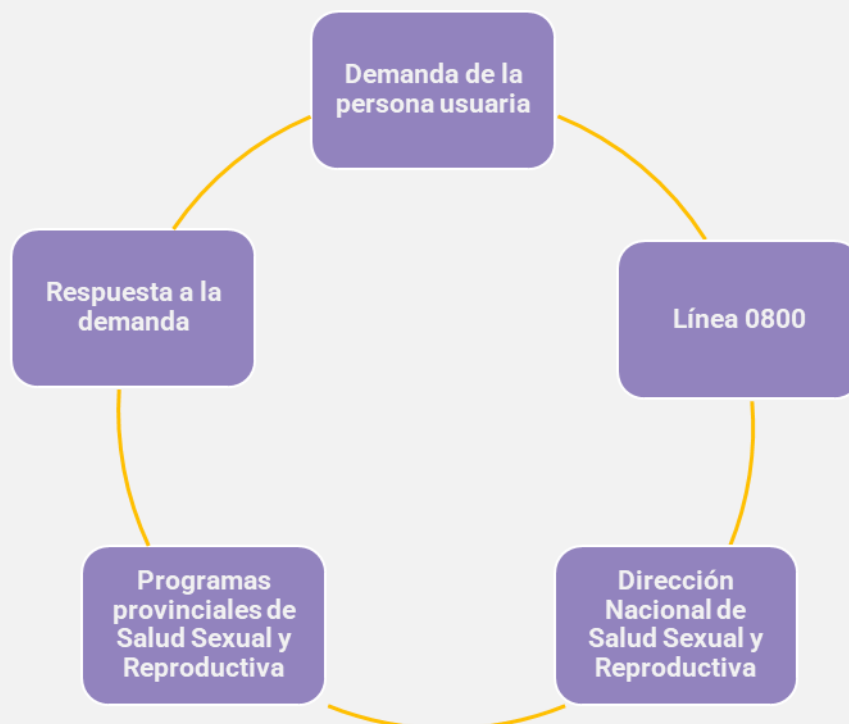 Demanda de la
persona usuaria
Línea 0800
Dirección
Nacional de
Salud Sexual y
Reproductiva
Programas
provinciales de
Salud Sexual y
Reproductiva
Respuesta a la
demanda